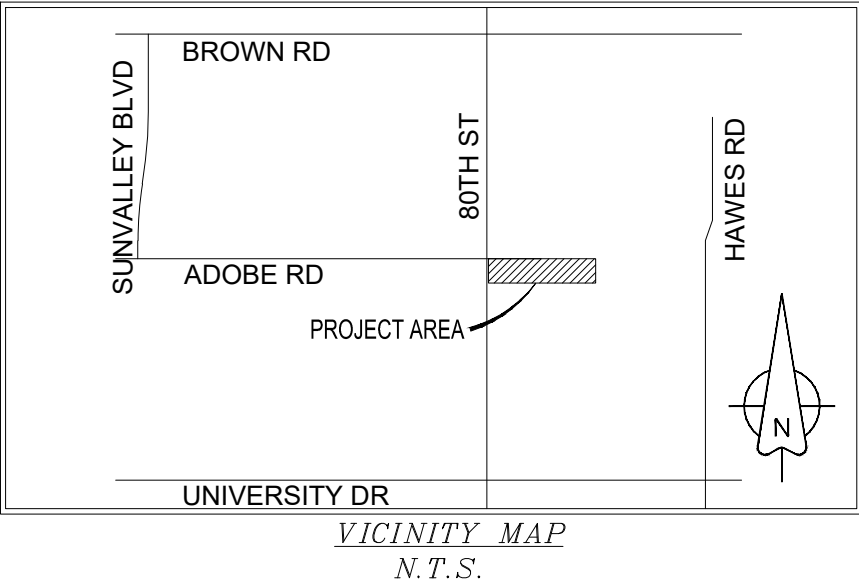 BROWN RD
SUNVALLEY BLVD
80TH ST
HAWES RD
ADOBE RD
PROJECT AREA
N
UNIVERSITY DR
VICINITY MAP
N.T.S.